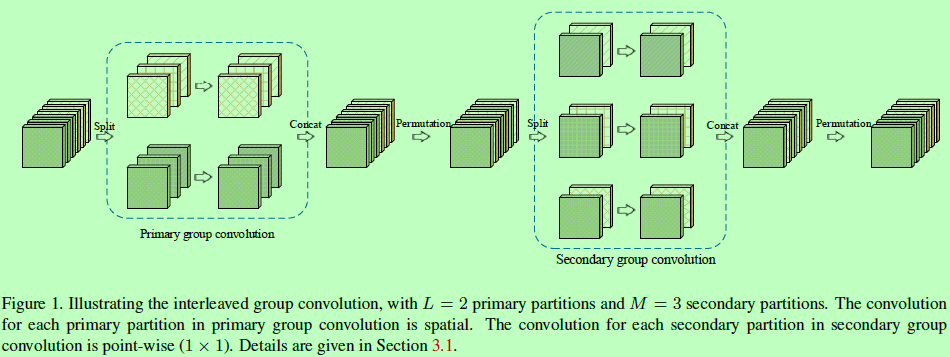 Split
Concat
Permutation
Split
Concat
Permutation
Primary group convolution
Secondary group convolution
Figure 1. Illustrating the interleaved group convolution, with L = 2 primary partitions and M = 3 secondary partitions. The convolution
for each primary partition in primary group convolution is spatial. The convolution for each secondary partition in secondary group
convolution is point-wise (1 × 1). Details are given in Section 3.1.